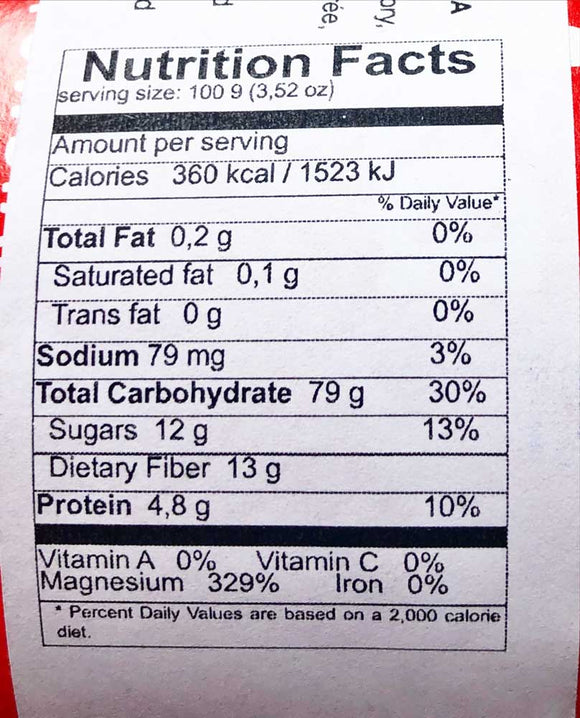 d
ée,
ory,
A
Nutrition Facts
serving size: 100 9 (3,52 oz)
Amount per serving
Calories 360 kcal / 1523 kJ
% Daily Value*
Total Fat 0,2 g 0%
Saturated fat 0,1 g 0%
Trans fat 0 g 0%
Sodium 79 mg 3%
Total Carbohydrate 79 g 30%
Sugars 12 g 13%
Dietary Fiber 13 g
Protein 4,8 g 10%
Vitamin A 0% Vitamin C 0%
Magnesium 329% Iron 0%
* Percent Daily Values are based on a 2,000 calorie
diet.